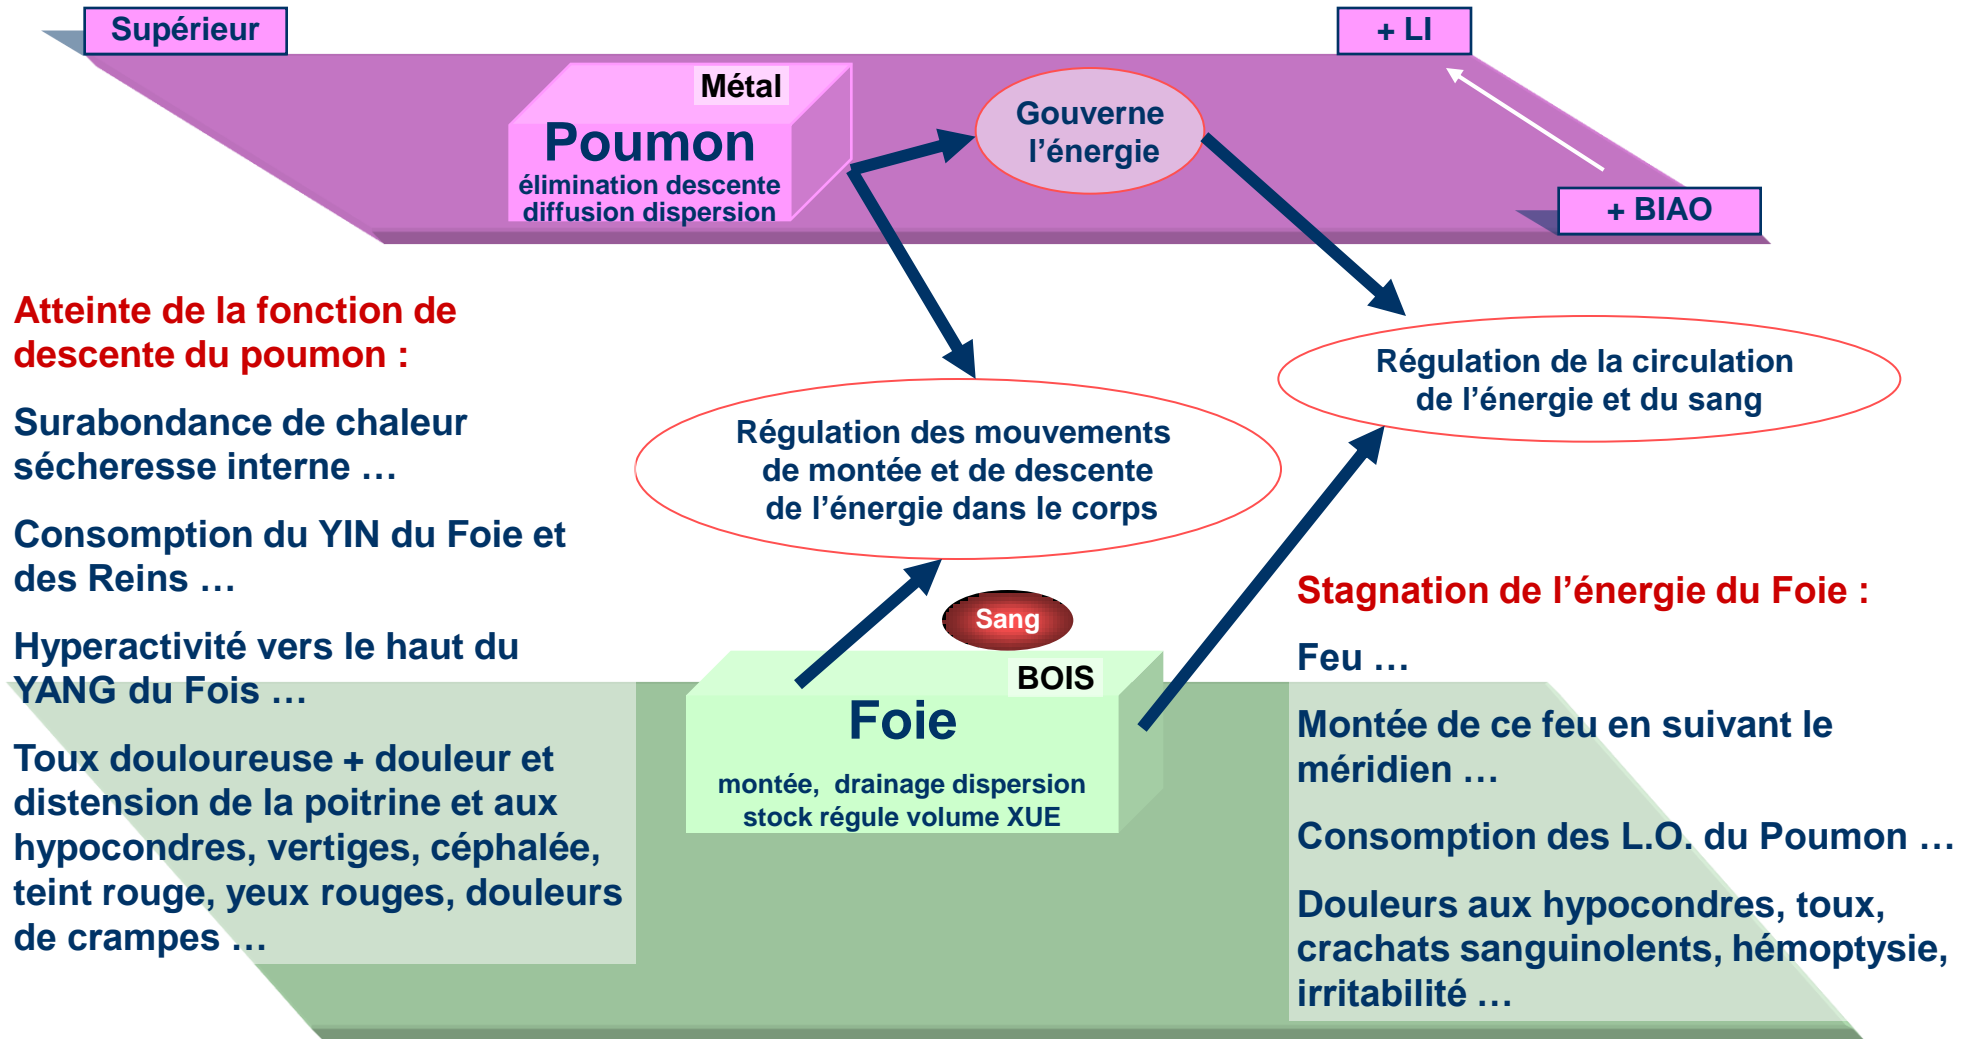 Supérieur
+ LI
Métal
Poumon
élimination descente
diffusion dispersion
Gouverne
l’énergie
+ BIAO
Atteinte de la fonction de
descente du poumon :
Surabondance de chaleur
sécheresse interne …
Consomption du YIN du Foie et
des Reins …
Hyperactivité vers le haut du
YANG du Fois …
Toux douloureuse + douleur et
distension de la poitrine et aux
hypocondres, vertiges, céphalée,
teint rouge, yeux rouges, douleurs
de crampes …
Régulation des mouvements
de montée et de descente
de l’énergie dans le corps
Régulation de la circulation
de l’énergie et du sang
Sang
BOIS
Foie
montée, drainage dispersion
stock régule volume XUE
Stagnation de l’énergie du Foie :
Feu …
Montée de ce feu en suivant le
méridien …
Consomption des L.O. du Poumon …
Douleurs aux hypocondres, toux,
crachats sanguinolents, hémoptysie,
irritabilité …